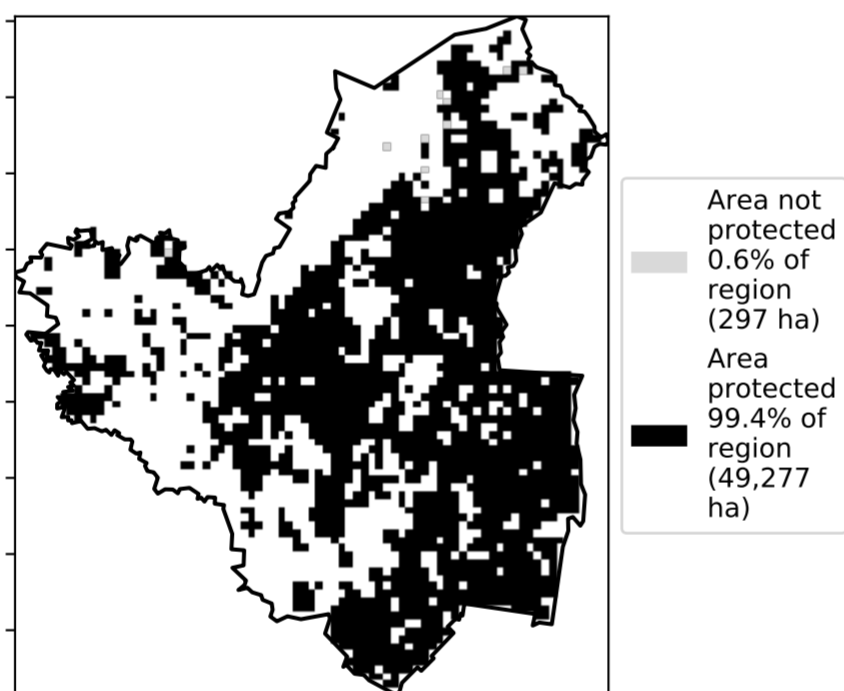 Area not
protected
0.6% of
region
(297 ha)
Area
protected
99.4% of
region
(49,277
ha)